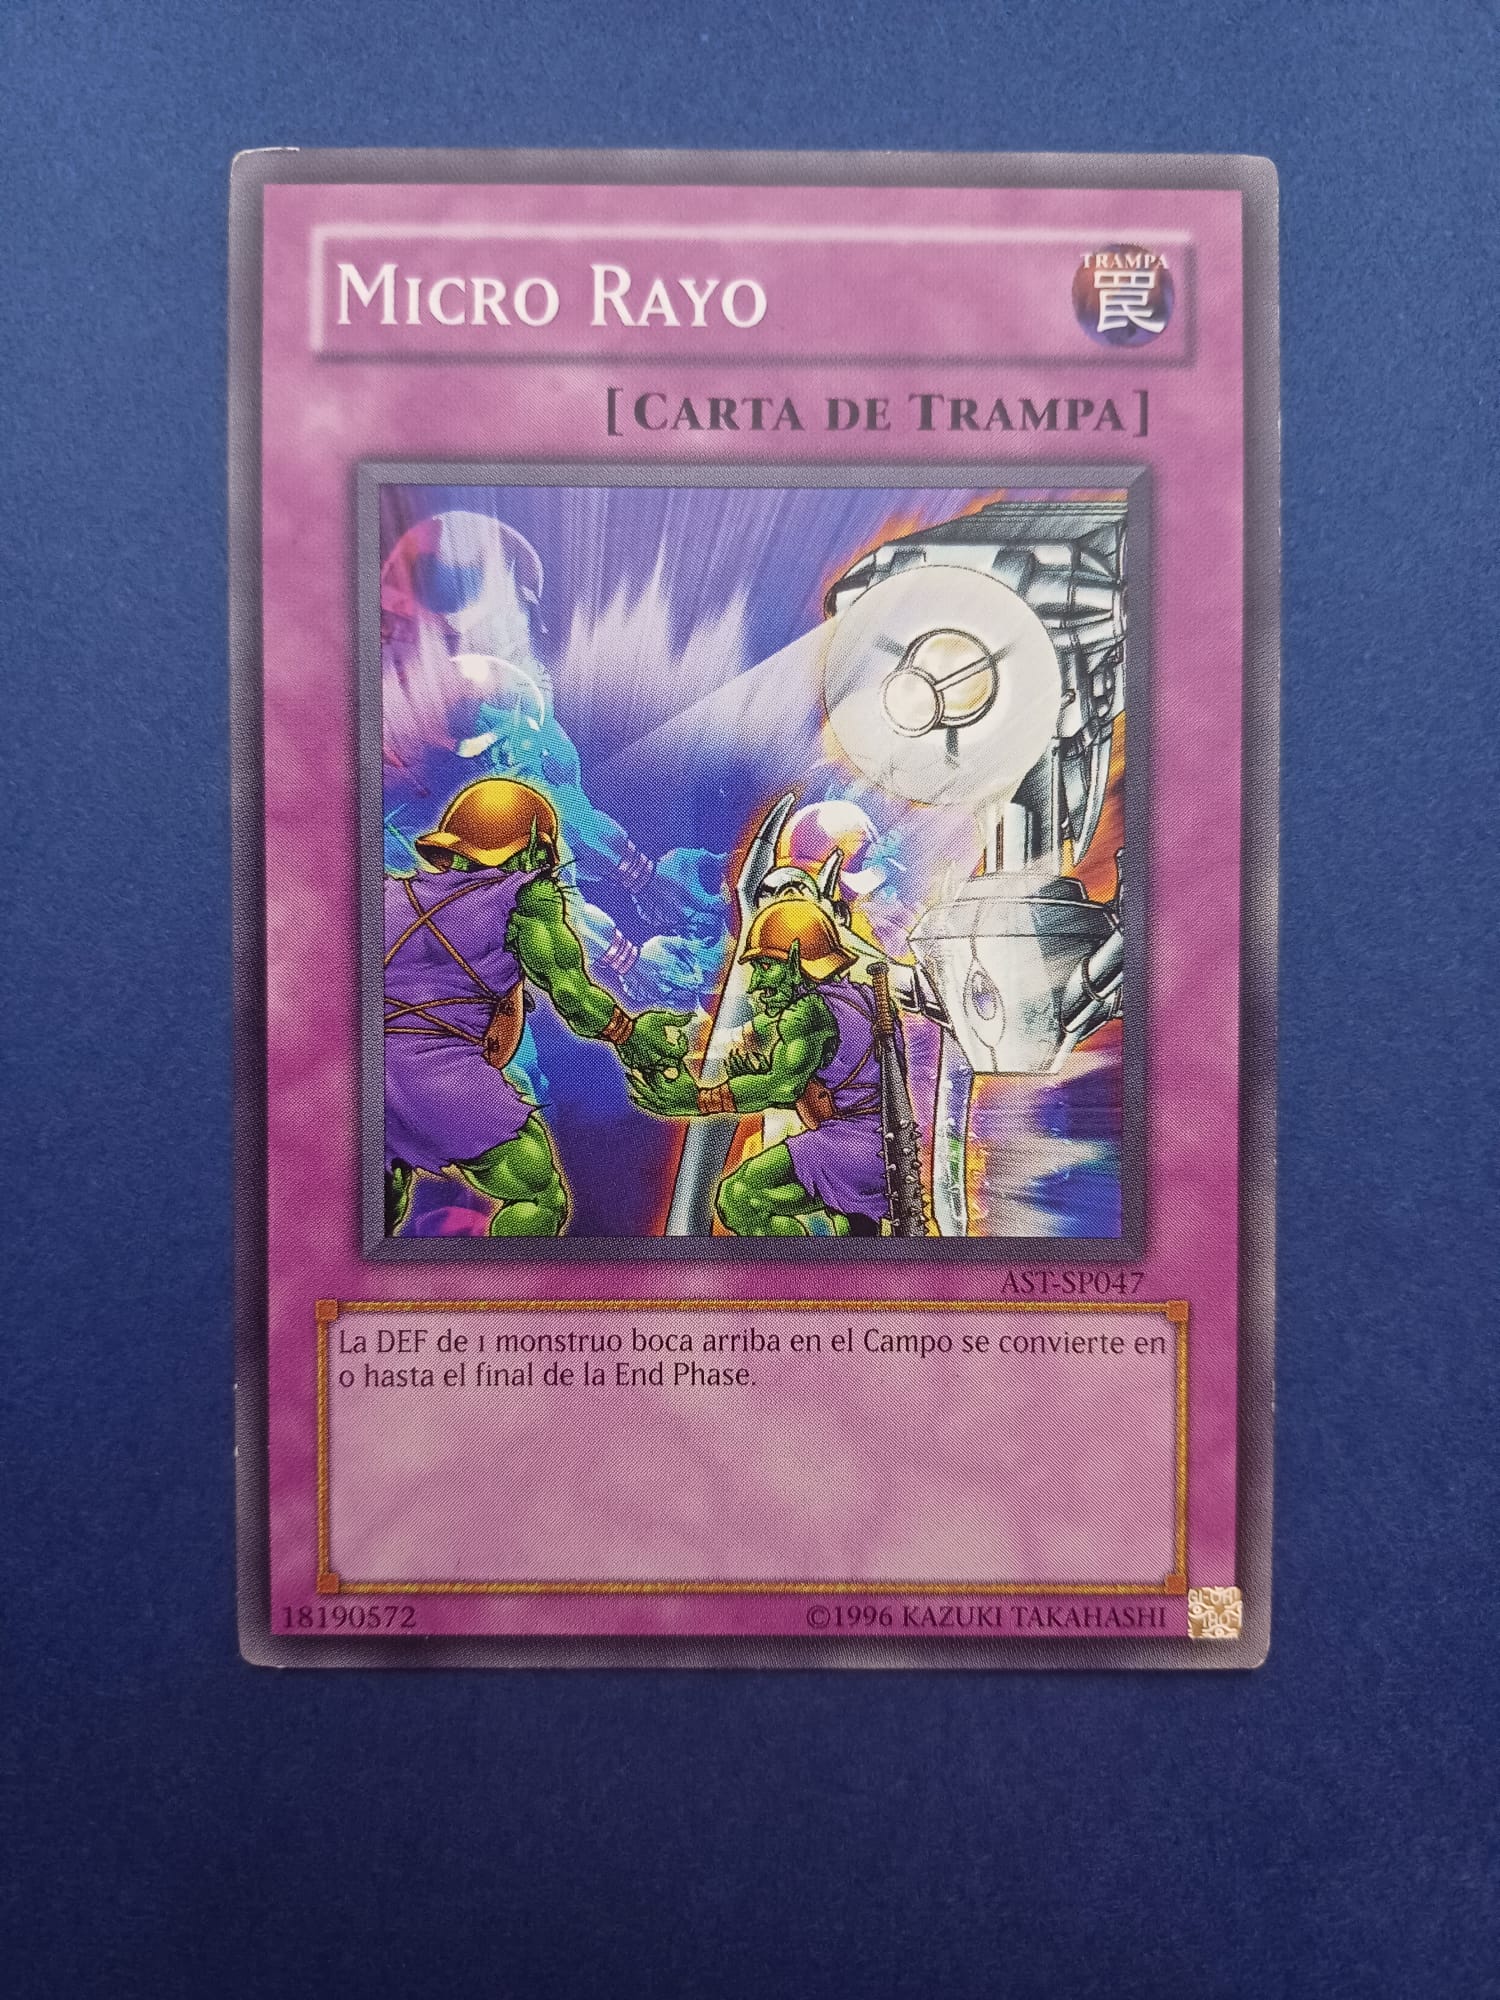 MICRO RAYO
TRAMPA
罠
[CARTA DE TRAMPA]
AST-SP047
La DEF de 1 monstruo boca arriba en el Campo se convierte en
0 hasta el final de la End Phase.
18190572
©1996 KAZUKI TAKAHASHI